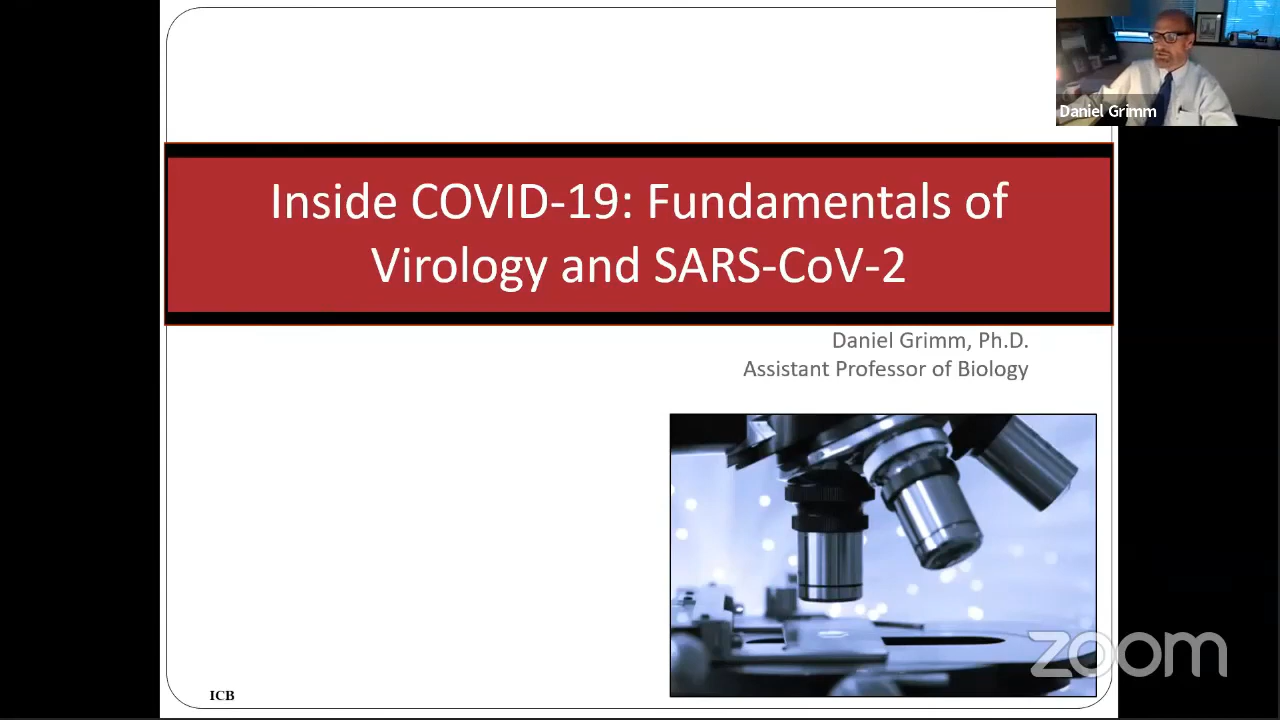 Daniel Grimm
Inside COVID-19: Fundamentals of
Virology and SARS-CoV-2
Daniel Grimm, Ph.D.
Assistant Professor of Biology
zoom
ICB